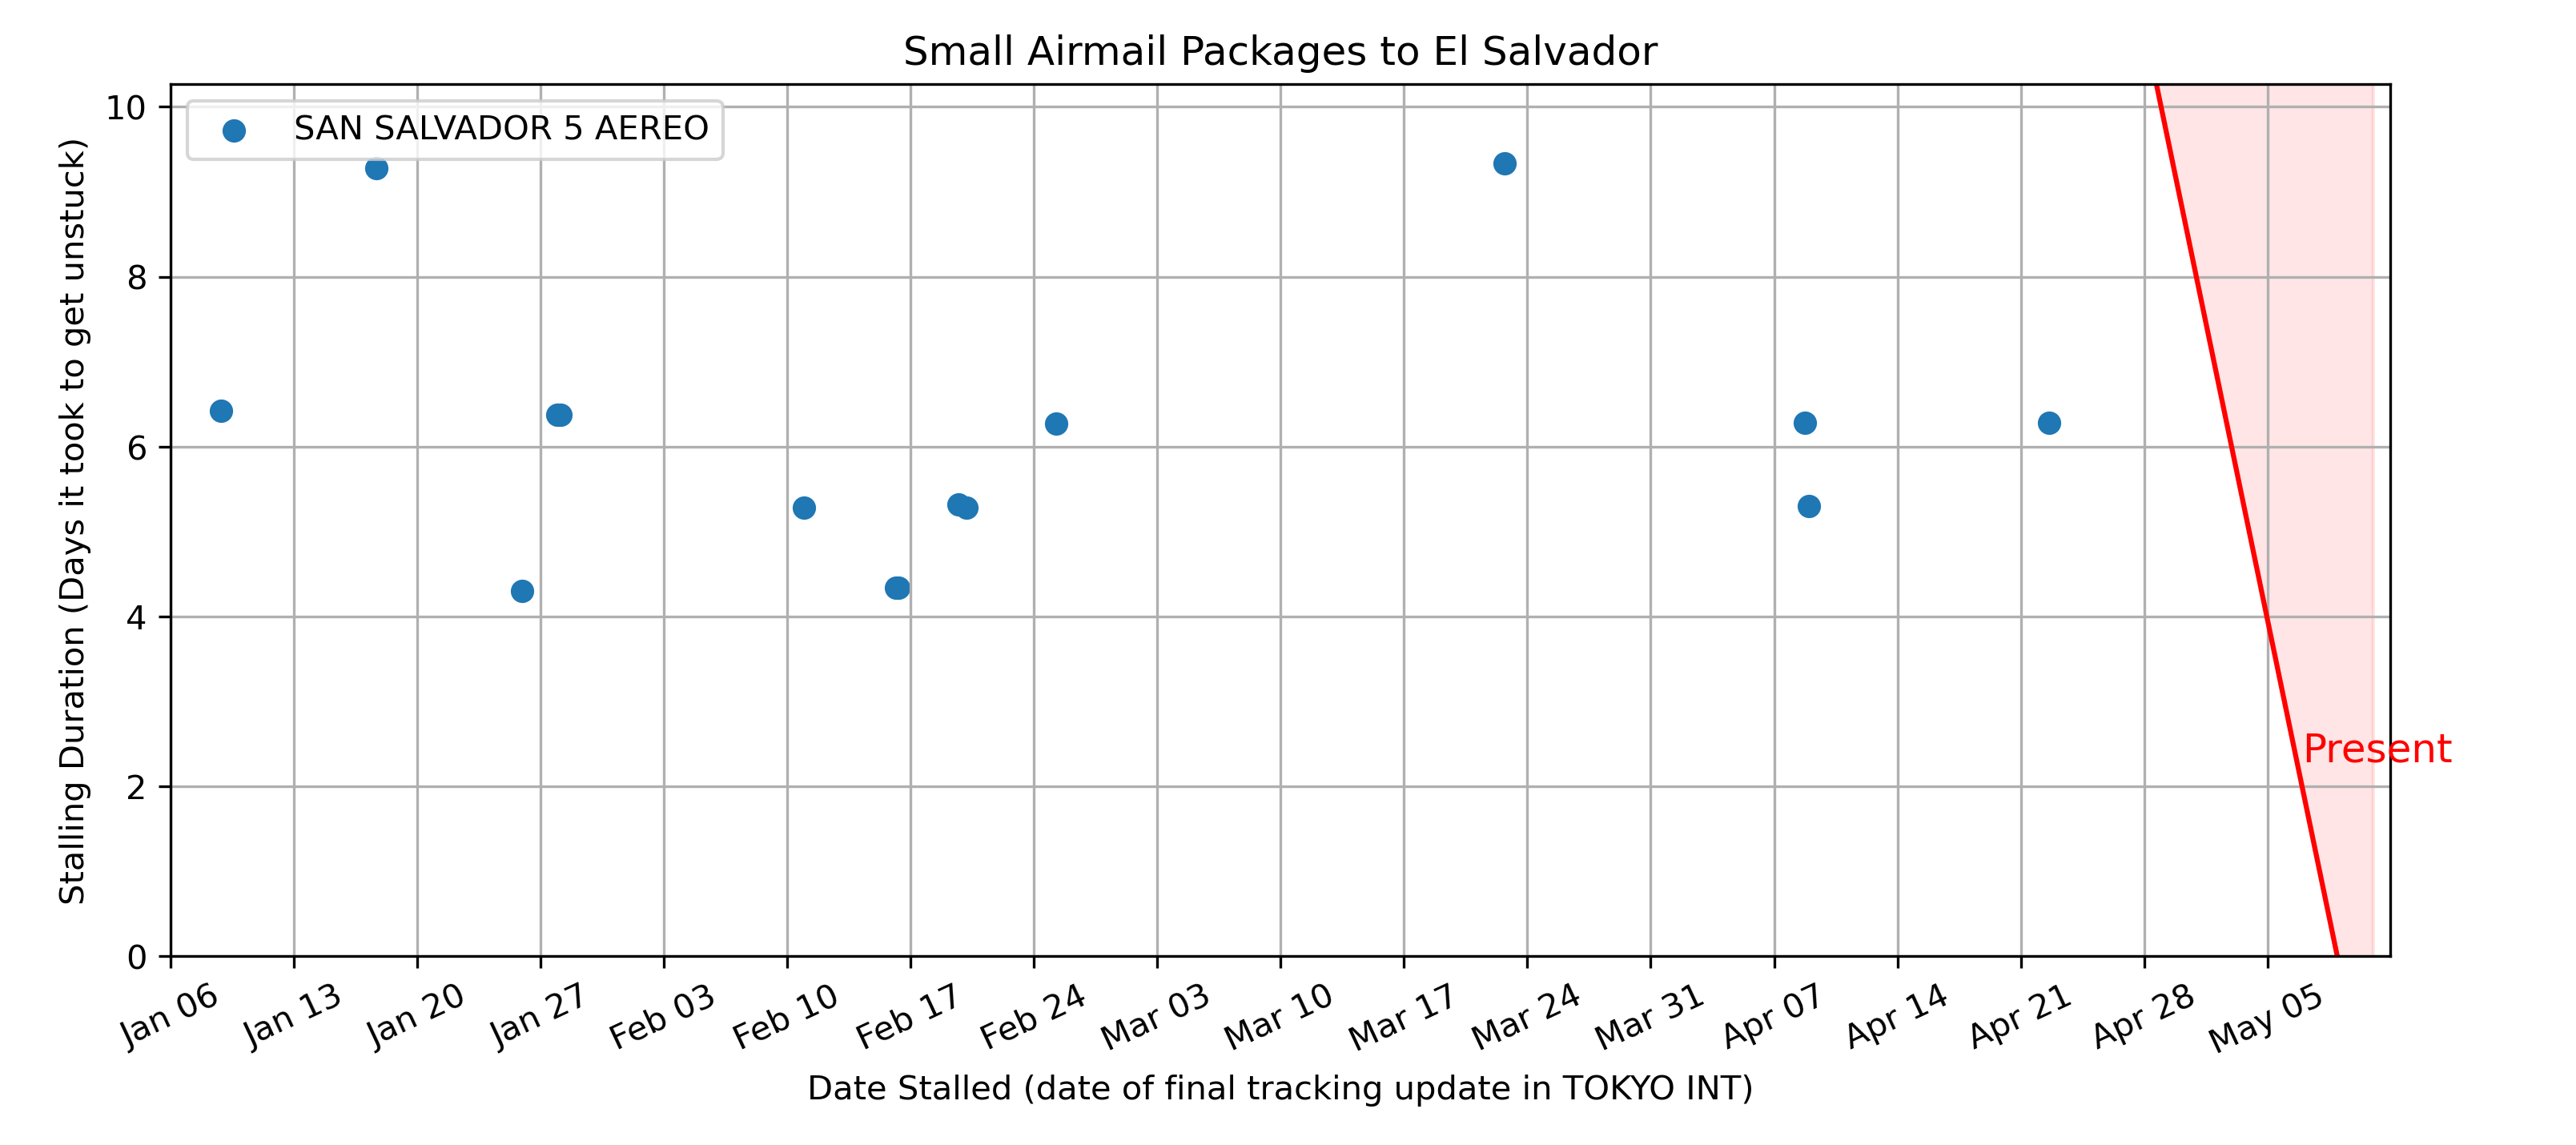 Small Airmail Packages to El Salvador
SAN SALVADOR 5 AEREO
Stalling Duration (Days it took to get unstuck)
10
8
6
4
2
0
Present
Jan 06
Jan 13
Jan 20
Jan 27
Feb 03
Feb 10
Feb 17
Feb 24
Mar 03
Mar 10
Mar 17
Mar 24
Mar 31
Apr 07
Apr 14
Apr 21
Apr 28
May 05
Date Stalled (date of final tracking update in TOKYO INT)